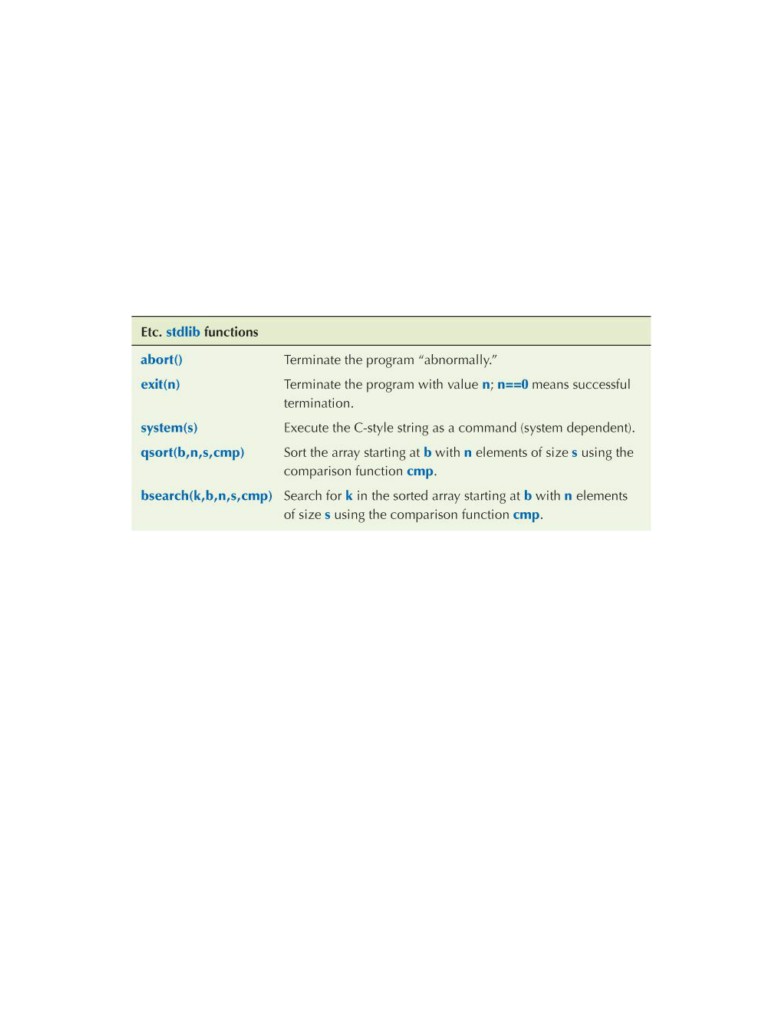 Etc. stdlib functions
abort() Terminate the program “abnormally.”
exit(n) Terminate the program with value n; n==0 means successful
termination.
system(s) Execute the C-style string as a command (system dependent).
qsort(b,n,s,cmp) Sort the array starting at b with n elements of size s using the
comparison function cmp.
bsearch(k,b,n,s,cmp) Search for k in the sorted array starting at b with n elements
of size s using the comparison function cmp.